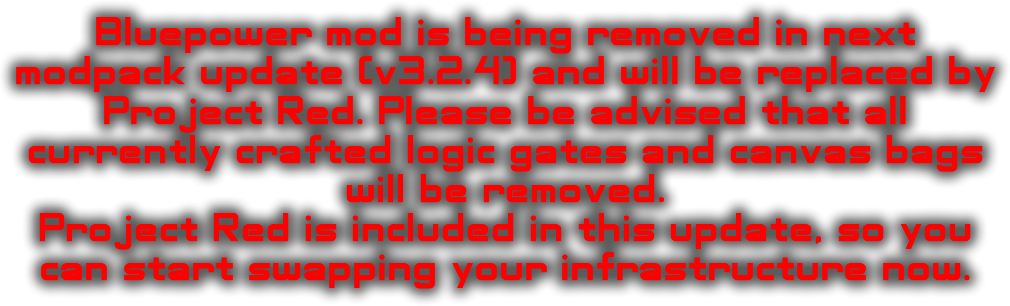 Bluepower mod is being removed in next
modpack update (v3.2.4) and will be replaced by
Project Red. Please be advised that all
currently crafted logic gates and canvas bags
will be removed.
Project Red is included in this update, so you
can start swapping your infrastructure now.